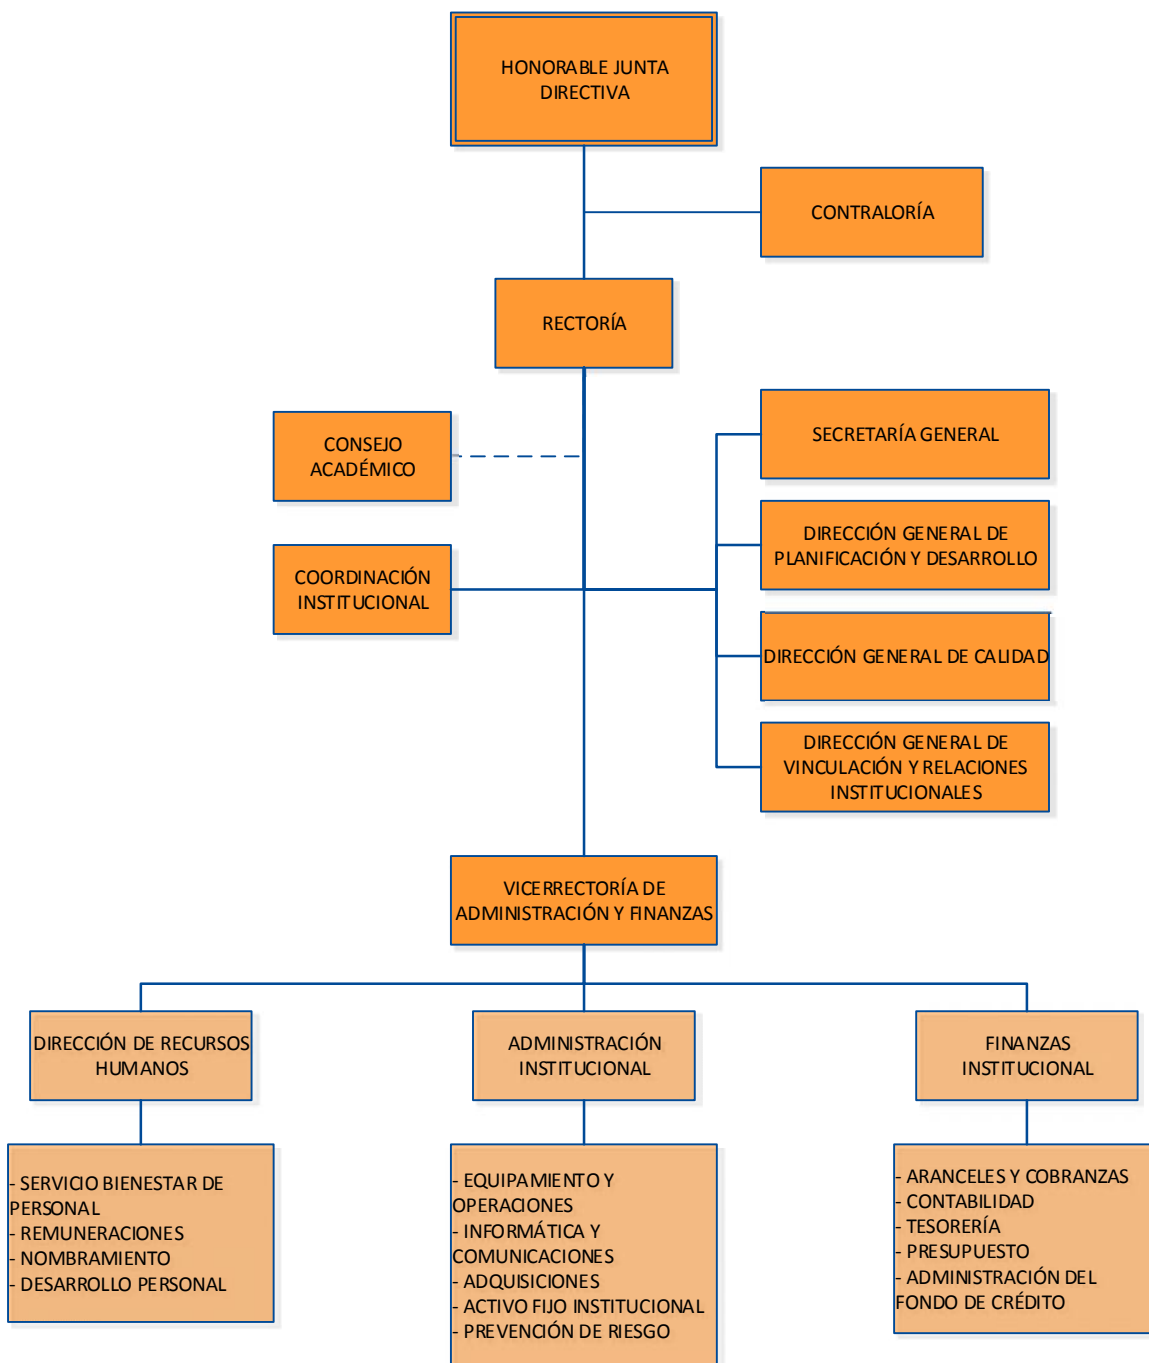 HONORABLE JUNTA
DIRECTIVA
CONTRALORÍA
RECTORÍA
CONSEJO
ACADÉMICO
SECRETARÍA GENERAL
DIRECCIÓN GENERAL DE
PLANIFICACIÓN Y DESARROLLO
COORDINACIÓN
INSTITUCIONAL
DIRECCIÓN GENERAL DE CALIDAD
DIRECCIÓN GENERAL DE
VINCULACIÓN Y RELACIONES
INSTITUCIONALES
VICERRECTORÍA DE
ADMINISTRACIÓN Y FINANZAS
DIRECCIÓN DE RECURSOS
HUMANOS
ADMINISTRACIÓN
INSTITUCIONAL
FINANZAS
INSTITUCIONAL
- SERVICIO BIENESTAR DE
PERSONAL
- REMUNERACIONES
- NOMBRAMIENTO
- DESARROLLO PERSONAL
- EQUIPAMIENTO Y
OPERACIONES
- INFORMÁTICA Y
COMUNICACIONES
- ADQUISICIONES
- ACTIVO FIJO INSTITUCIONAL
- PREVENCIÓN DE RIESGO
- ARANCELES Y COBRANZAS
- CONTABILIDAD
- TESORERÍA
- PRESUPUESTO
- ADMINISTRACIÓN DEL
FONDO DE CRÉDITO